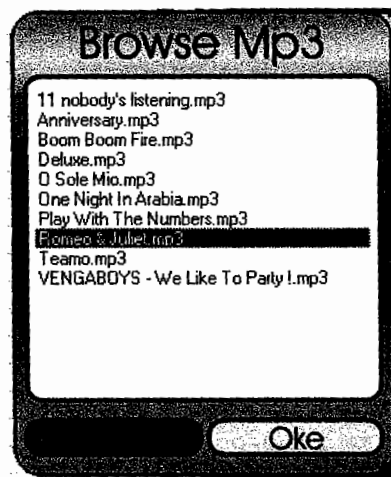 Browse Mp3
11 nobody's listening.mp3
Anniversary.mp3
Boom Boom Fire.mp3
Deluxe.mp3
O Sole Mio.mp3
One Night In Arabia.mp3
Play With The Numbers.mp3
Romeo & Juliet.mp3
Teamo.mp3
VENGABOYS - We Like To Party !.mp3
Oke